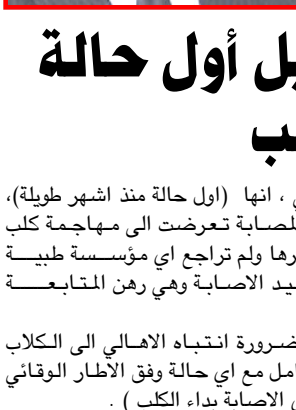 بل أول حالة
ب
، انها (اول حالة منذ اشهر طويلة)،
لمصابة تعرضت الى مهاجمة كلب
رها ولم تراجع اي مؤسسة طبية
يد الاصابة وهي رهن المتابعة
ضرورة انتباه الاهالي الى الكلاب
امل مع اي حالة وفق الاطار الوقائي
الاصابة بداء الكلب ) .